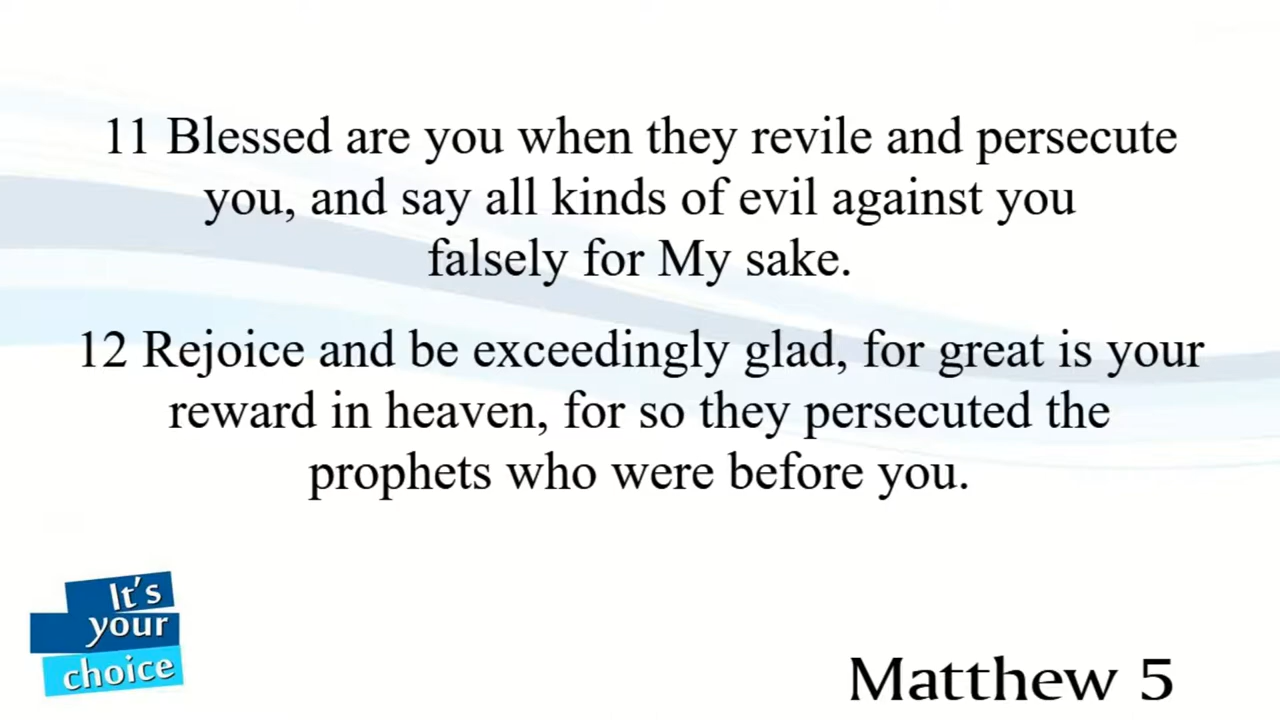 11 Blessed are you when they revile and persecute
you, and say all kinds of evil against you
falsely for My sake.
12 Rejoice and be exceedingly glad, for great is your
reward in heaven, for so they persecuted the
prophets who were before you.
It's
your
choice
Matthew 5